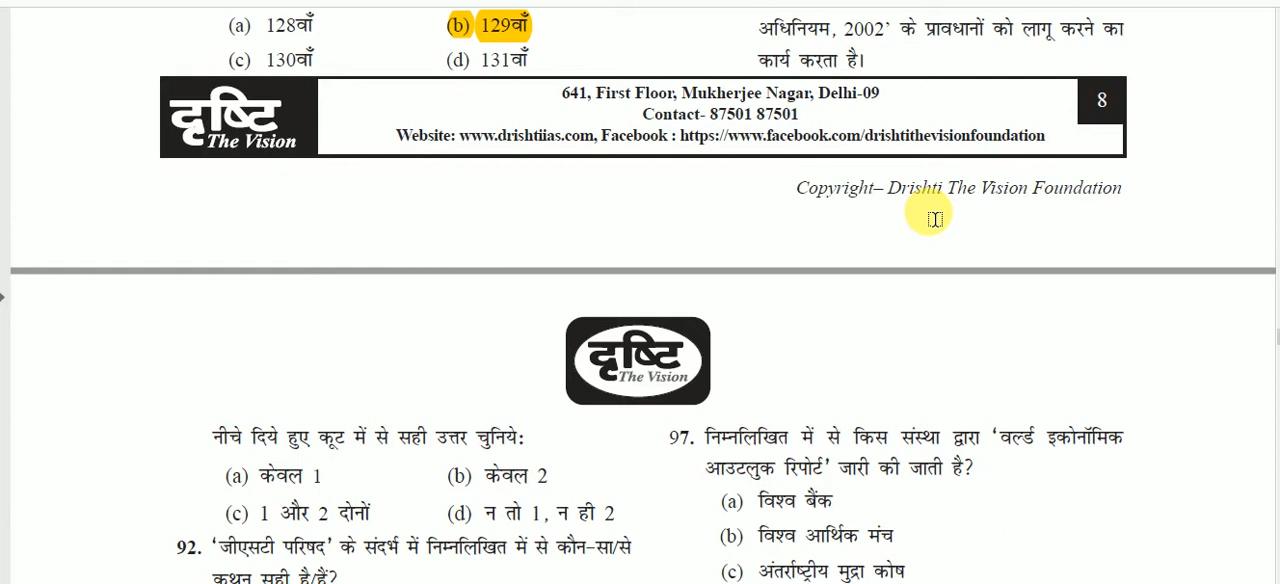 (a) 128वाँ (b) 129वाँ
(c) 130वाँ (d) 131वाँ
अधिनियम, 2002’ के प्रावधानों को लागू करने का
कार्य करता है।
दृष्टि
The Vision
641, First Floor, Mukherjee Nagar, Delhi-09
Contact- 87501 87501
Website: www.drishtiias.com, Facebook : https://www.facebook.com/drishtithevisionfoundation
8
Copyright– Drishti The Vision Foundation
दृष्टि
The Vision
नीचे दिये हुए कूट में से सही उत्तर चुनिये:
(a) केवल 1 (b) केवल 2
(c) 1 और 2 दोनों (d) न तो 1, न ही 2
92. ‘जीएसटी परिषद’ के संदर्भ में निम्नलिखित में से कौन-सा/से
कथन सही है/हैं?
97. निम्नलिखित में से किस संस्था द्वारा ‘वर्ल्ड इकोनॉमिक
आउटलुक रिपोर्ट’ जारी की जाती है?
(a) विश्व बैंक
(b) विश्व आर्थिक मंच
(c) अंतर्राष्ट्रीय मुद्रा कोष